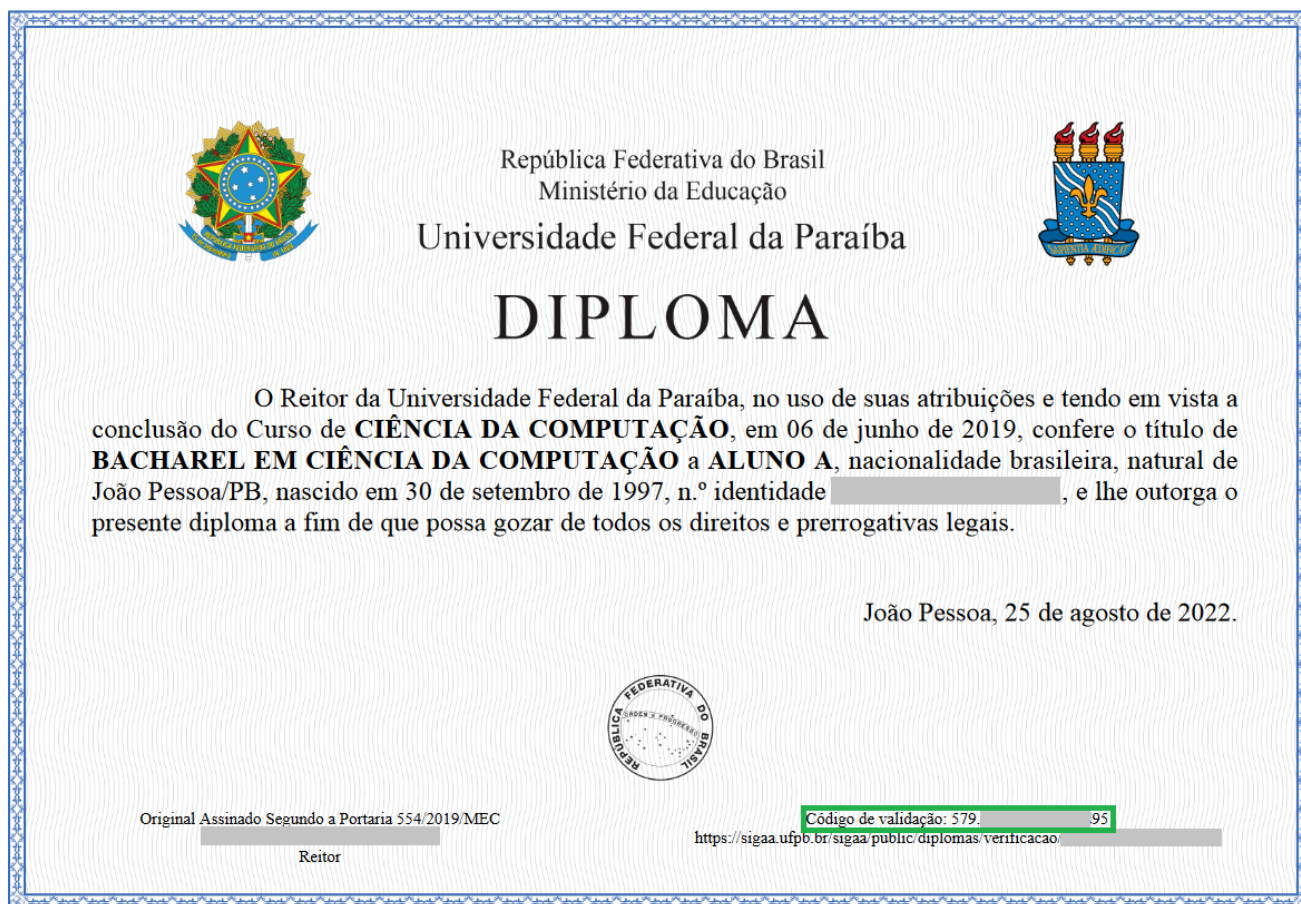 República Federativa do Brasil
Ministério da Educação
Universidade Federal da Paraíba
SAPIENTIA ÆDIFICAT
DIPLOMA
O Reitor da Universidade Federal da Paraíba, no uso de suas atribuições e tendo em vista a
conclusão do Curso de CIÊNCIA DA COMPUTAÇÃO, em 06 de junho de 2019, confere o título de
BACHAREL EM CIÊNCIA DA COMPUTAÇÃO a ALUNO A, nacionalidade brasileira, natural de
João Pessoa/PB, nascido em 30 de setembro de 1997, n.º identidade , e lhe outorga o
presente diploma a fim de que possa gozar de todos os direitos e prerrogativas legais.
João Pessoa, 25 de agosto de 2022.
REPÚBLICA FEDERATIVA DO BRASIL
ORDEM E PROGRESSO
Original Assinado Segundo a Portaria 554/2019/MEC
Reitor
Código de validação: 579. 95
https://sigaa.ufpb.br/sigaa/public/diplomas/verificacao/